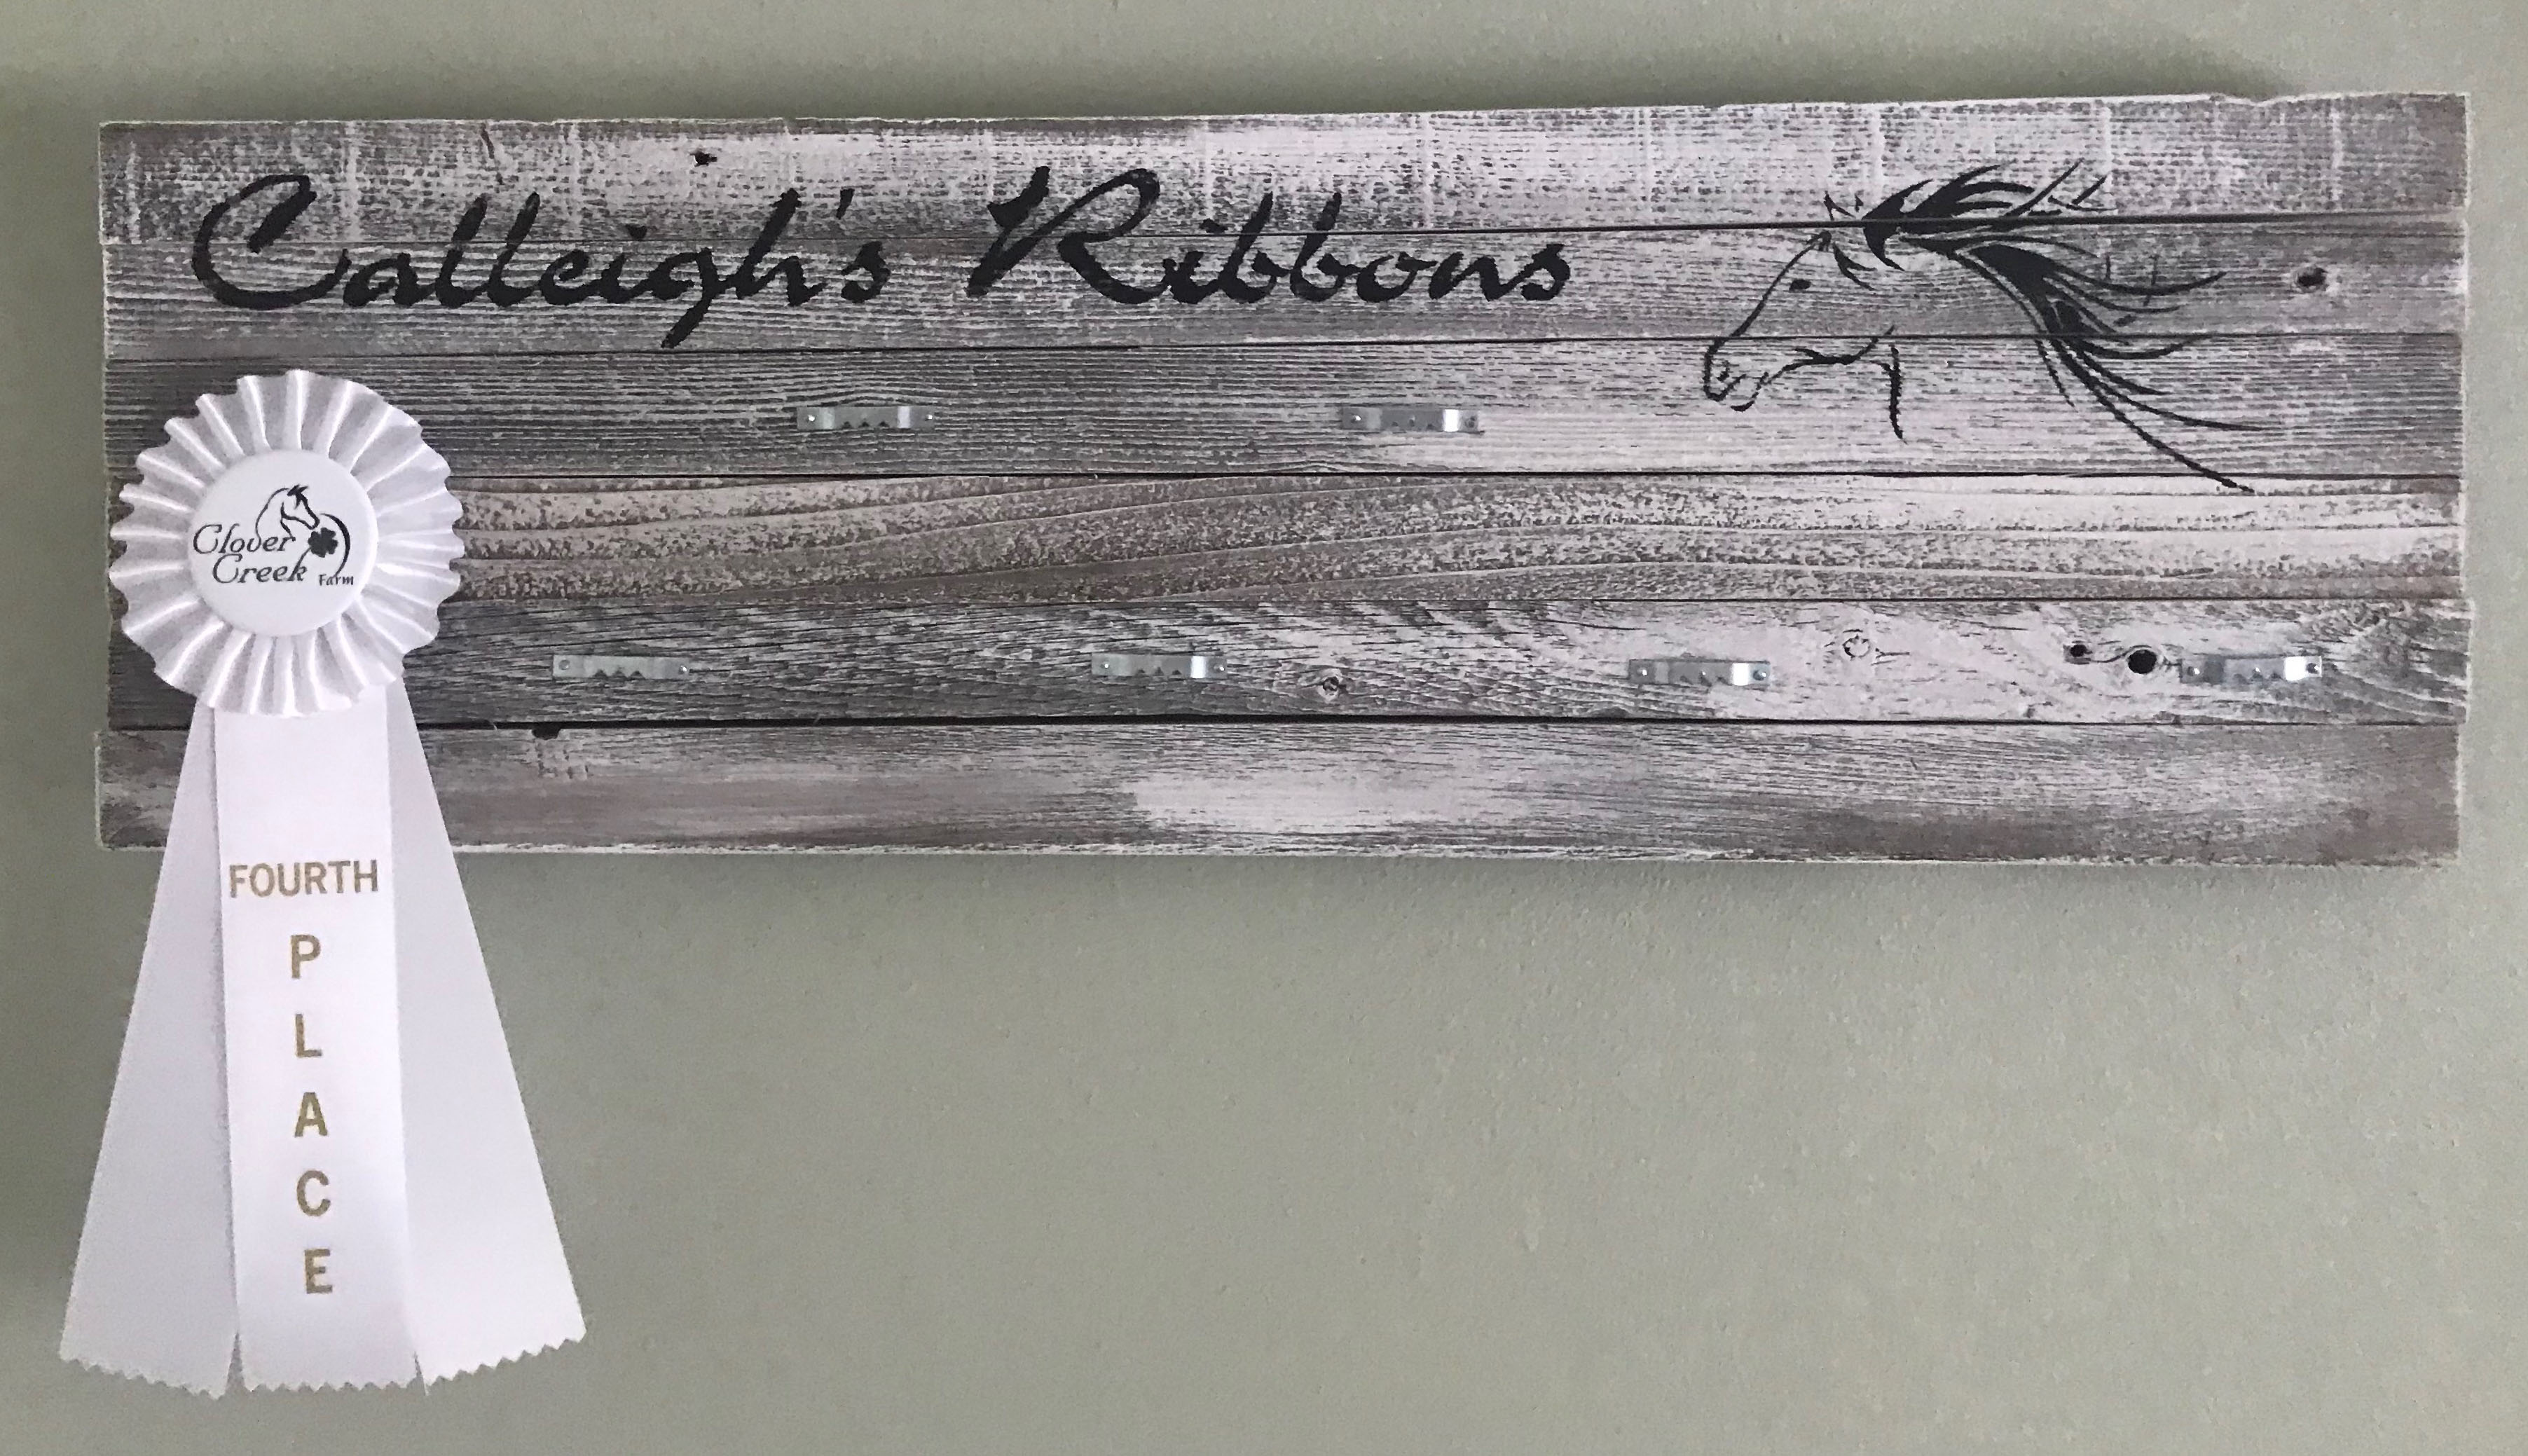 Calleigh's Ribbons
Clover
Creek Farm
FOURTH
P
L
A
C
E